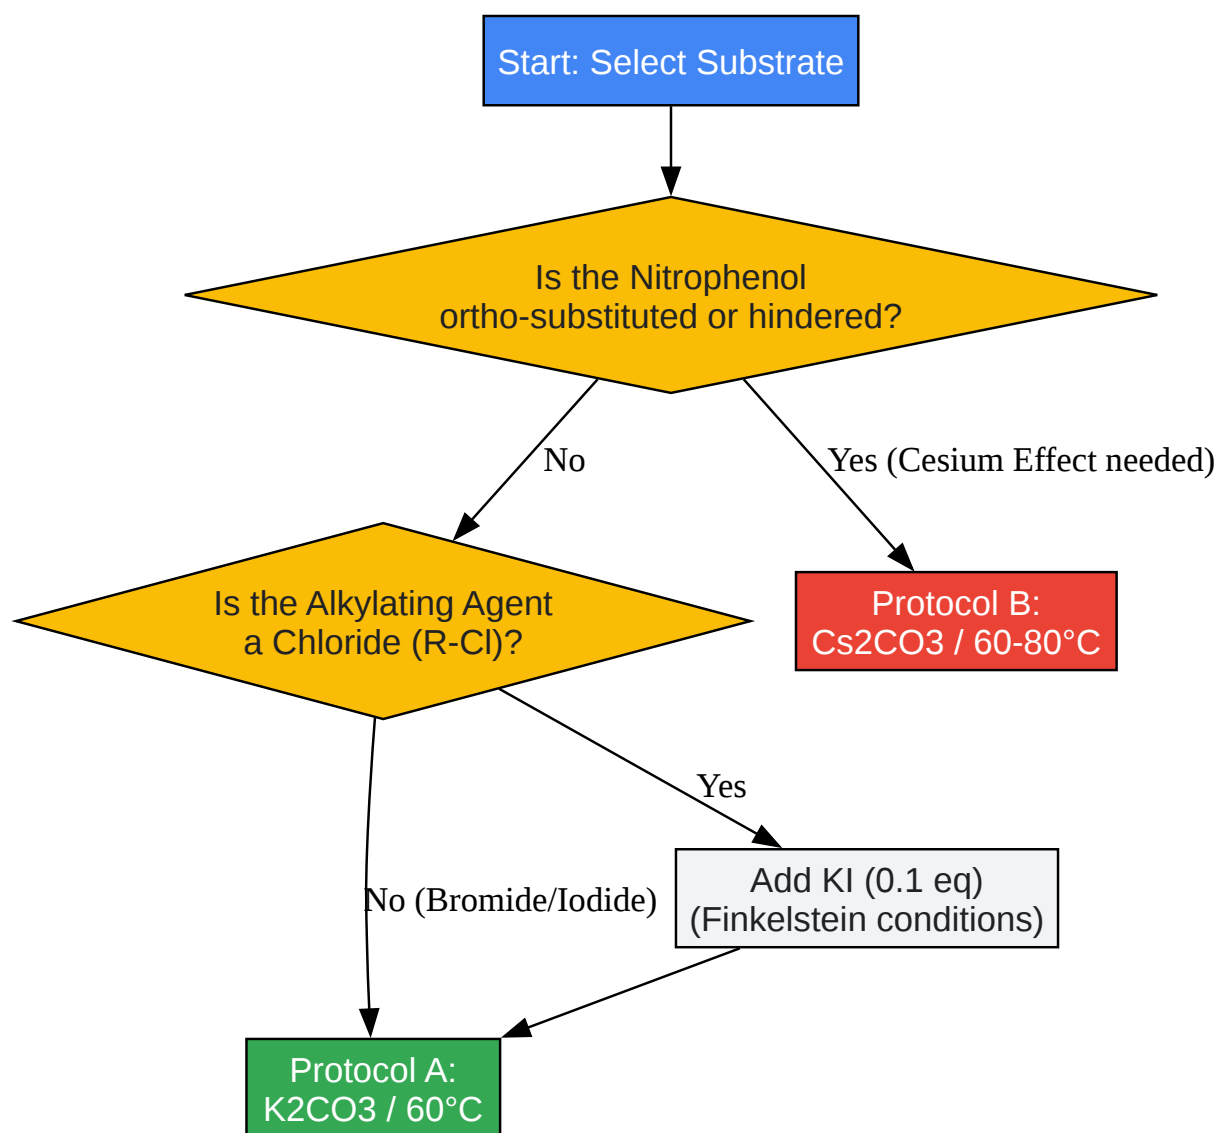 Start: Select Substrate
Is the Nitrophenol
ortho-substituted or hindered?
No
Yes (Cesium Effect needed)
Is the Alkylating Agent
a Chloride (R-Cl)?
Protocol B:
Cs2CO3 / 60-80°C
Yes
No (Bromide/Iodide)
Add KI (0.1 eq)
(Finkelstein conditions)
Protocol A:
K2CO3 / 60°C